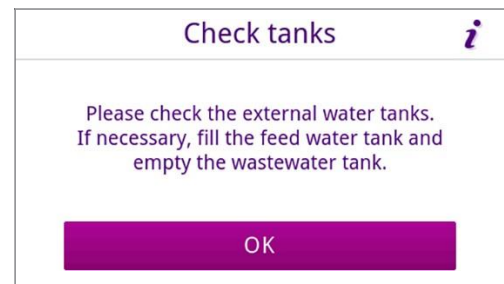 Check tanks
i
Please check the external water tanks.
If necessary, fill the feed water tank and
empty the wastewater tank.
OK